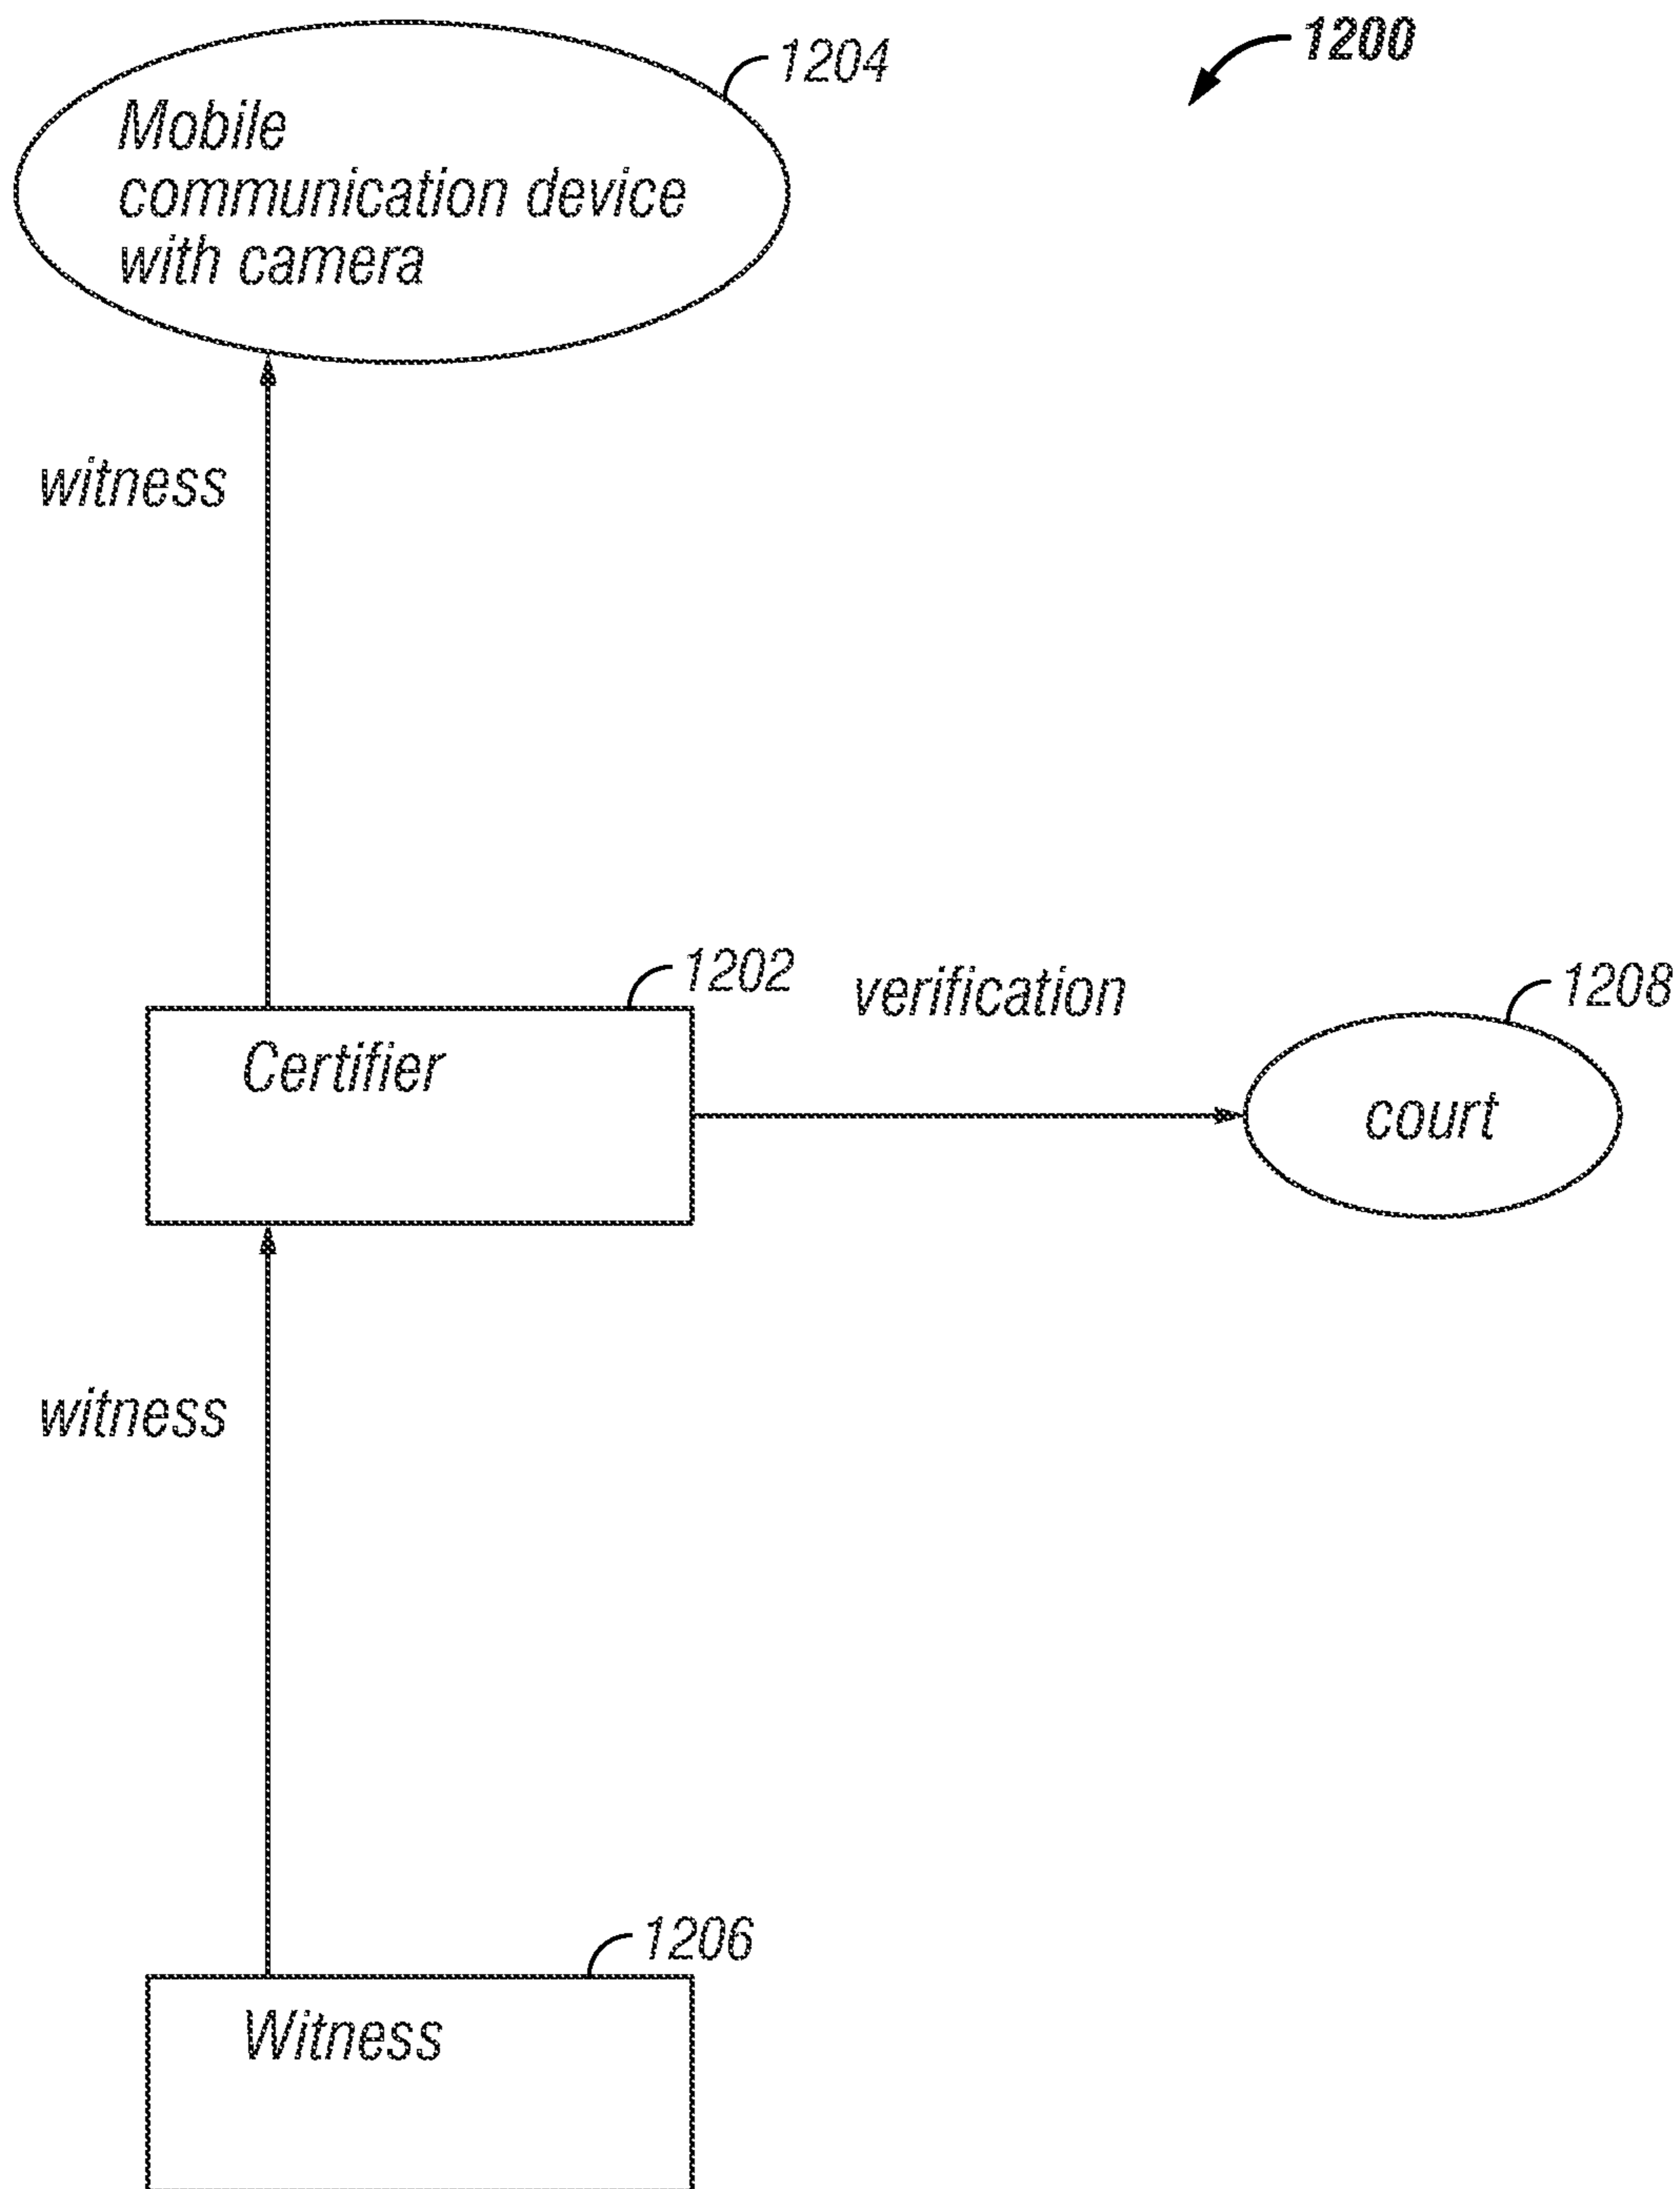 1200
1204
Mobile
communication device
with camera
witness
1202
verification
1208
Certifier
court
witness
1206
Witness